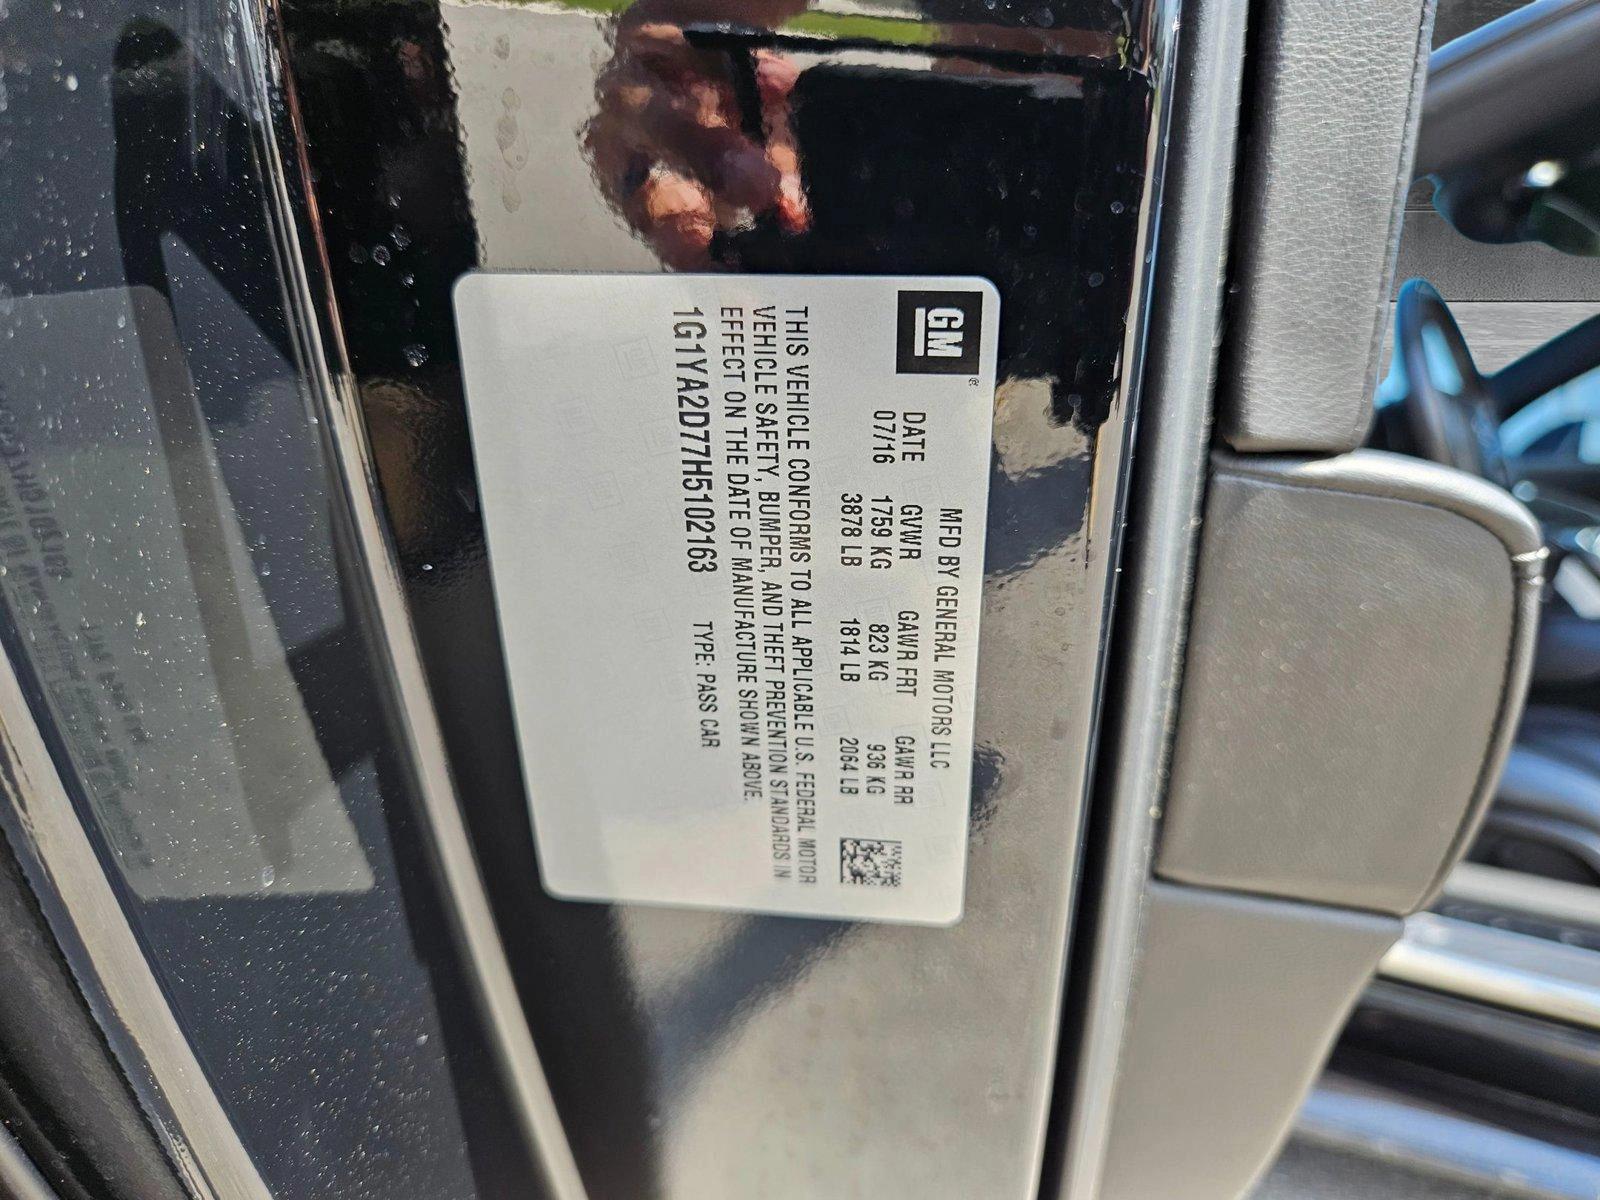 GM®
MFD BY GENERAL MOTORS LLC
DATE GVWR GAWR FRT GAWR RR
07/16 1759 KG 823 KG 936 KG
3878 LB 1814 LB 2064 LB
THIS VEHICLE CONFORMS TO ALL APPLICABLE U.S. FEDERAL MOTOR
VEHICLE SAFETY, BUMPER, AND THEFT PREVENTION STANDARDS IN
EFFECT ON THE DATE OF MANUFACTURE SHOWN ABOVE.
1G1YA2D77H5102163 TYPE: PASS CAR